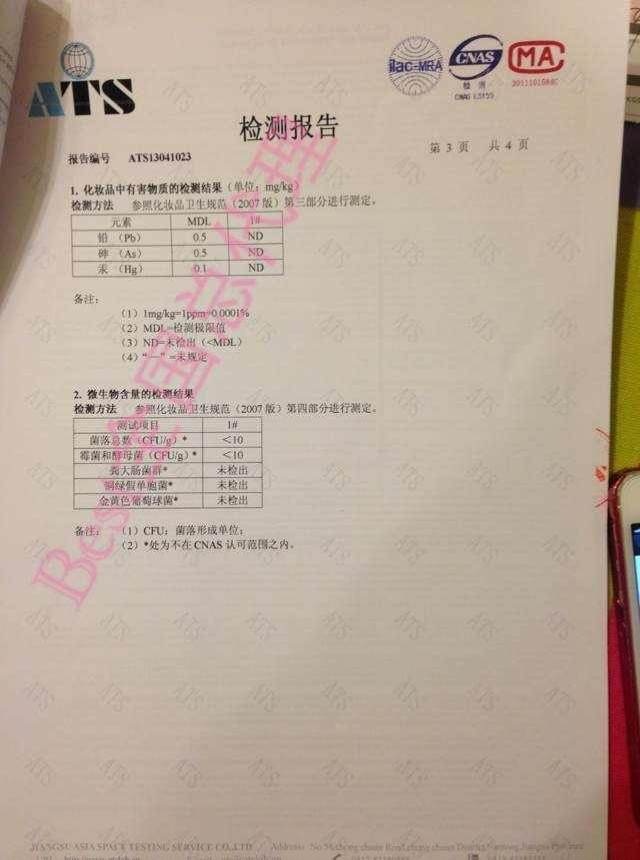 ATS
ilac-MRA
CNAS
检 测
MA
检测报告
第 3 页 共 4 页
报告编号 ATS13041023
1. 化妆品中有害物质的检测结果（单位：mg/kg）
检测方法 参照化妆品卫生规范（2007 版）第三部分进行测定。
元素 MDL 1#
铅 （Pb） 0.5 ND
砷 （As） 0.5 ND
汞 （Hg） 0.1 ND
备注：
（1）1mg/kg=1ppm=0.0001%
（2）MDL=检测极限值
（3）ND=未检出（<MDL）
（4）“—”=未规定
2. 微生物含量的检测结果
检测方法 参照化妆品卫生规范（2007 版）第四部分进行测定。
测试项目 1#
菌落总数（CFU/g）* ＜10
霉菌和酵母菌（CFU/g）* ＜10
粪大肠菌群* 未检出
铜绿假单胞菌* 未检出
金黄色葡萄球菌* 未检出
备注：（1）CFU：菌落形成单位；
（2）*处为不在 CNAS 认可范围之内。
全国总代理
JIANGSU ASIA SPACE TESTING SERVICE CO.,LTD / Address: